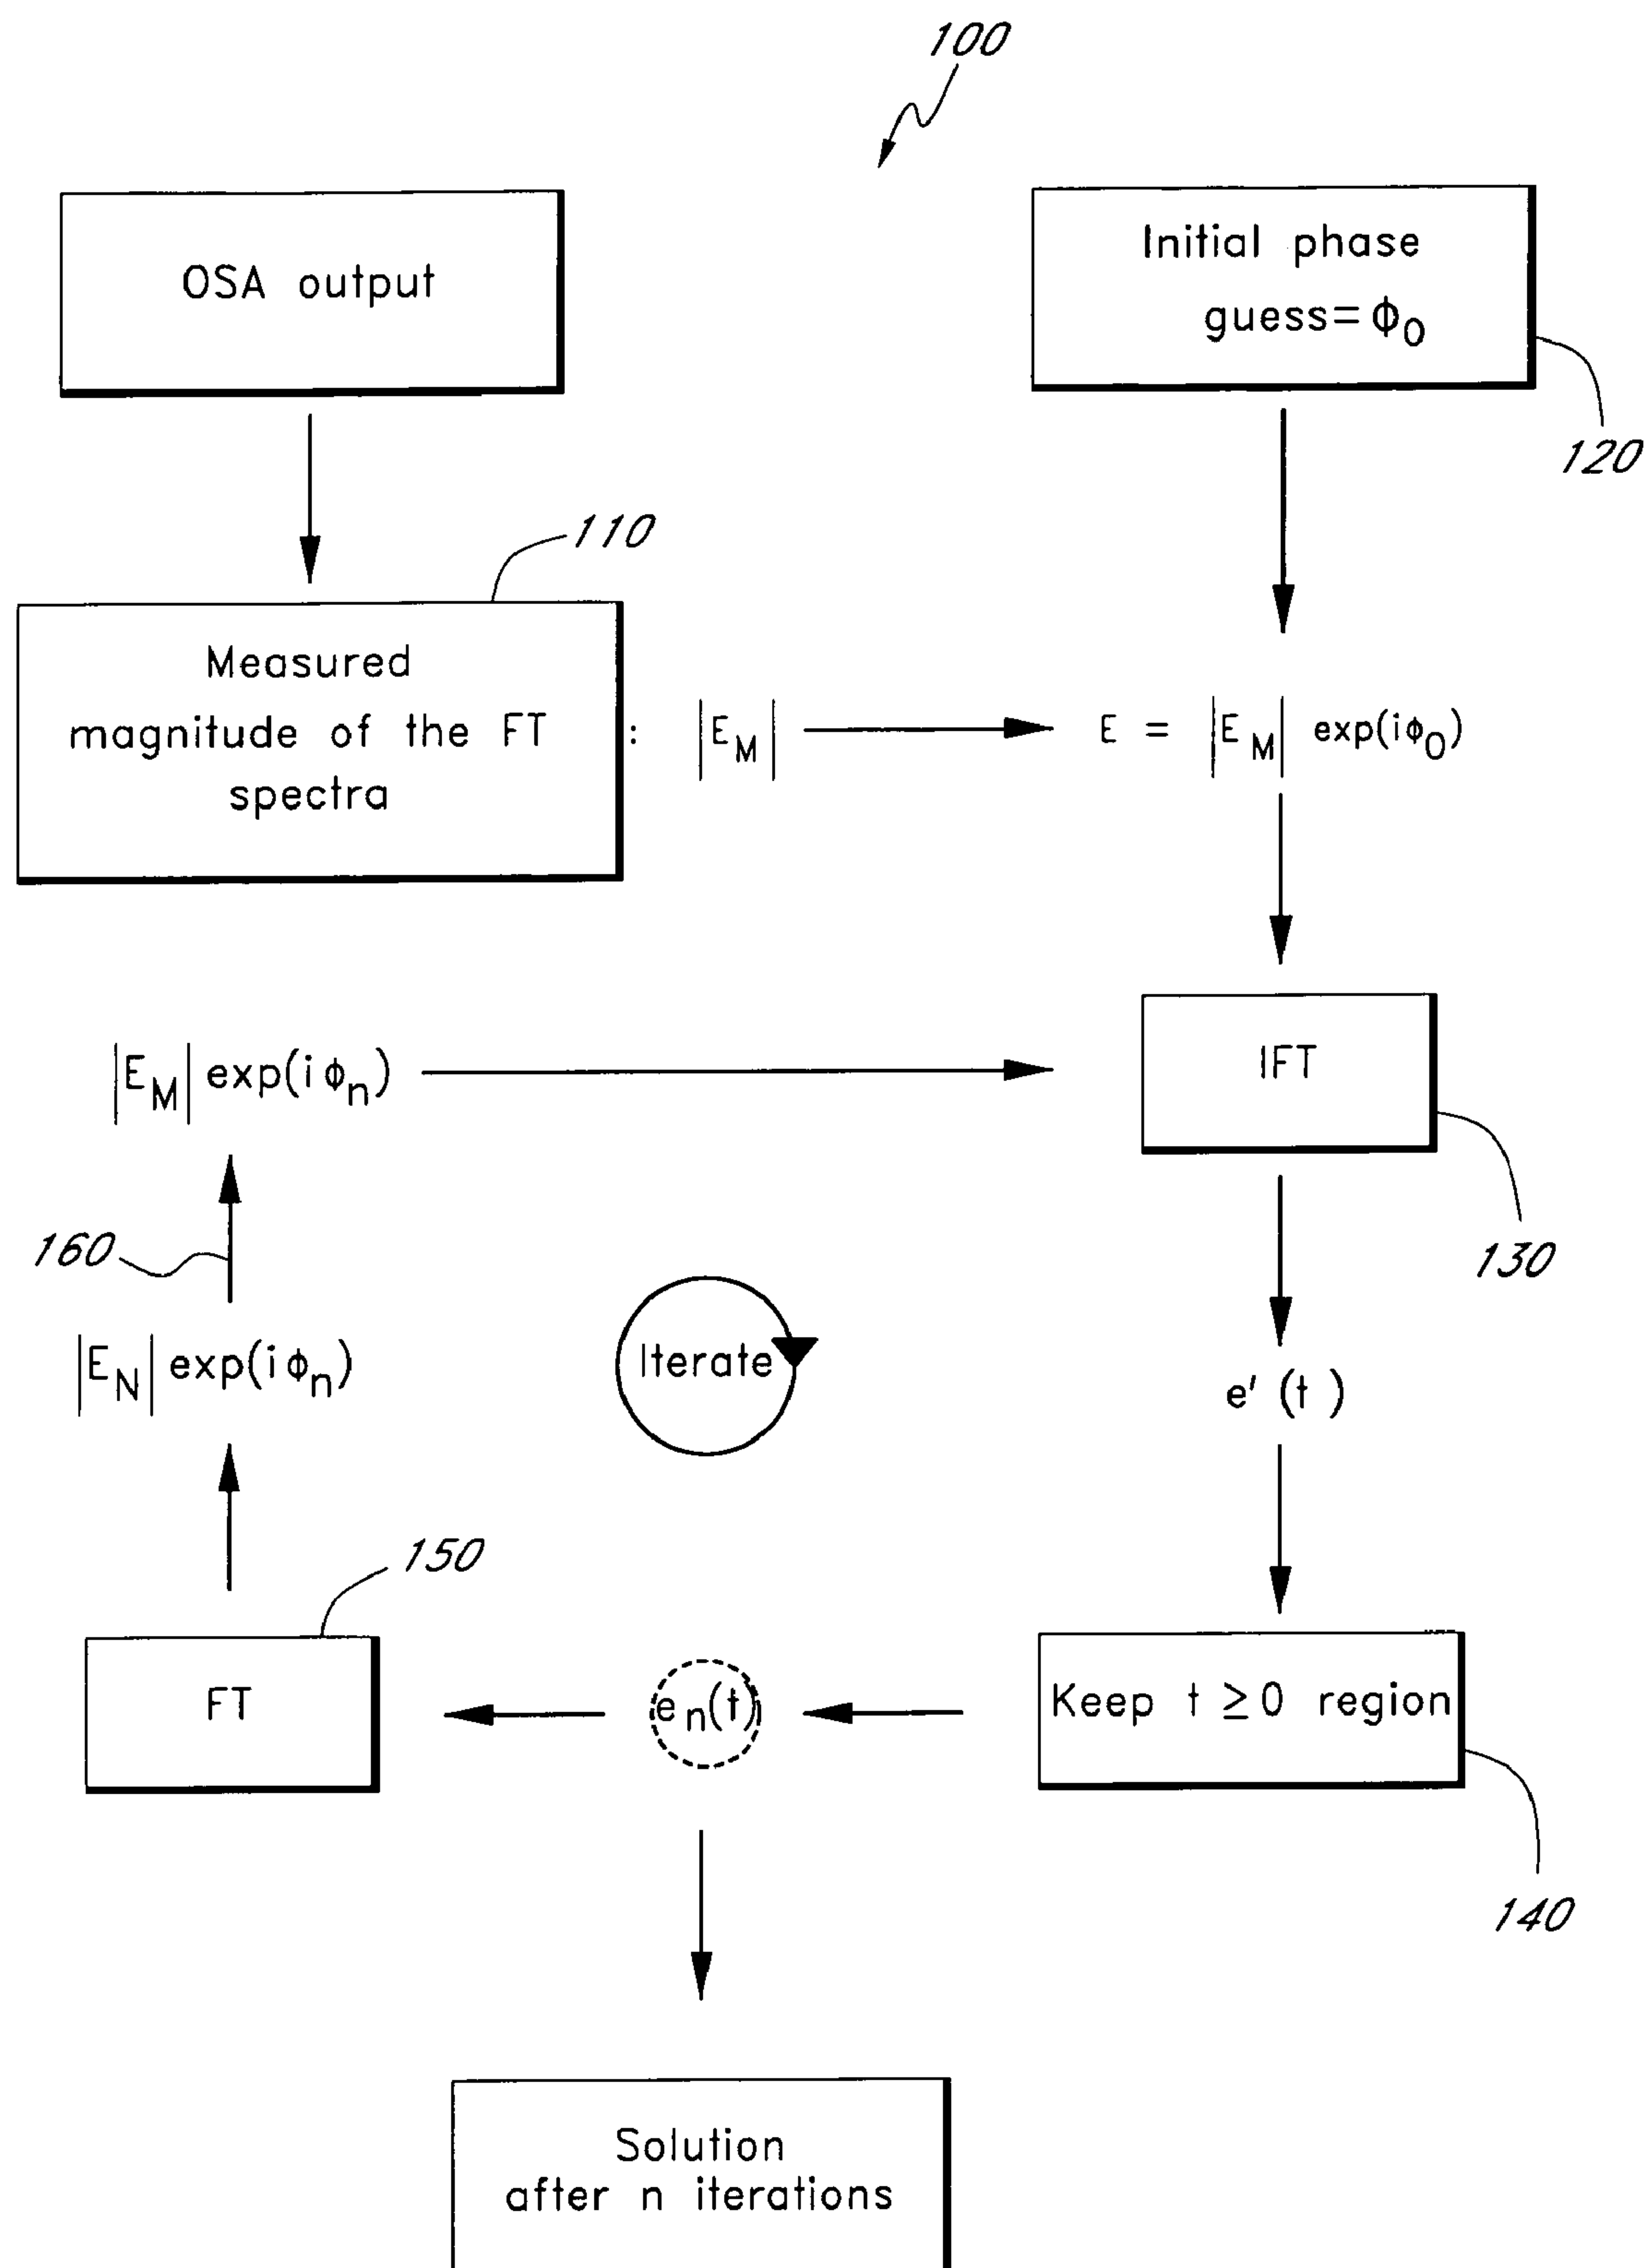 100
OSA output
Initial phase
guess=ϕ0
120
110
Measured
magnitude of the FT
spectra
: |EM|
E = |EM| exp(iϕ0)
|EM| exp(iϕn)
IFT
130
160
|EN| exp(iϕn)
Iterate
e' (t )
150
FT
en(t)
Keep t ≥0 region
140
Solution
after n iterations